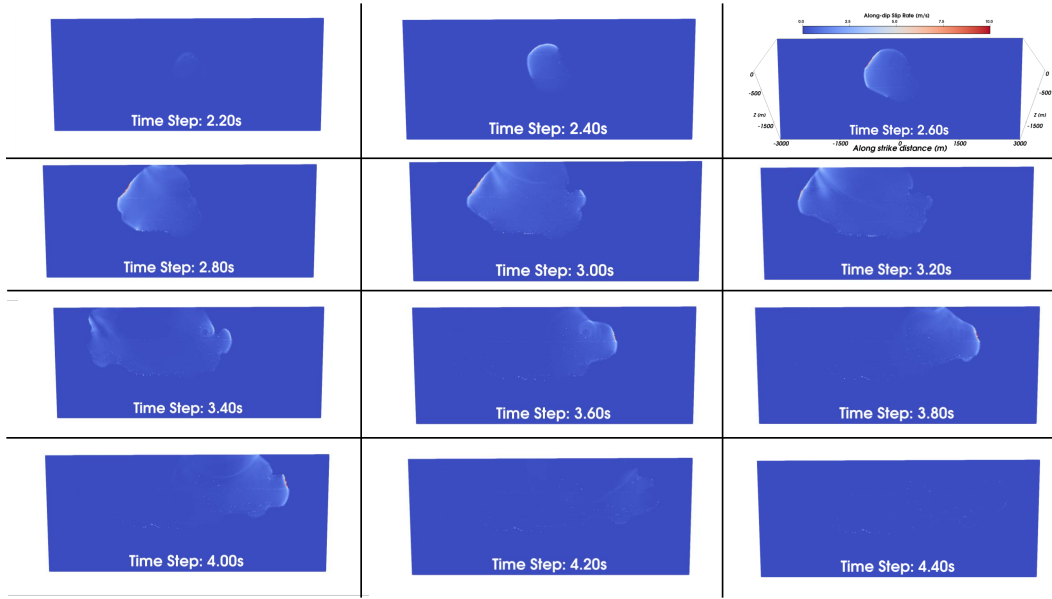 Time Step: 2.20s
Time Step: 2.40s
Along-dip Slip Rate (m/s)
0.0 2.5 5.0 7.5 10.0
0 0
-500 -500
Z (m) Z (m)
-1500 -1500
Time Step: 2.60s
-3000 -1500 0 1500 3000
Along strike distance (m)
Time Step: 2.80s
Time Step: 3.00s
Time Step: 3.20s
Time Step: 3.40s
Time Step: 3.60s
Time Step: 3.80s
Time Step: 4.00s
Time Step: 4.20s
Time Step: 4.40s